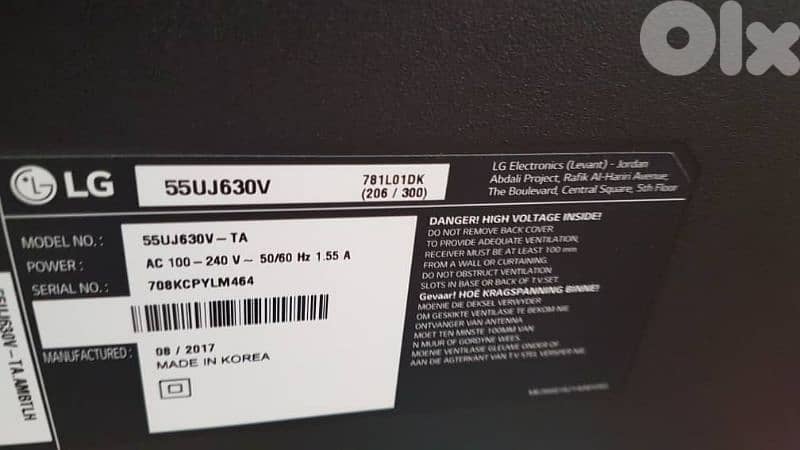 Olx
LG
55UJ630V
781L01DK
(206 / 300)
LG Electronics (Levant) - Jordan
Abdali Project, Rafik Al-Hariri Avenue,
The Boulevard, Central Square, 5th Floor
MODEL NO. : 55UJ630V-TA
POWER : AC 100-240 V~ 50/60 Hz 1.55 A
SERIAL NO. : 708KCPYLM464
MANUFACTURED : 08 / 2017
MADE IN KOREA
DANGER! HIGH VOLTAGE INSIDE!
DO NOT REMOVE BACK COVER
TO PROVIDE ADEQUATE VENTILATION,
RECEIVER MUST BE AT LEAST 100 mm
FROM A WALL OR CURTAINING.
DO NOT OBSTRUCT VENTILATION
SLOTS IN BASE OR BACK OF T.V.SET.
Gevaar! HOË KRAGSPANNING BINNE!
MOENIE DIE DEKSEL VERWYDER
OM GESKIKTE VENTILASIE TE BEKOM NIE
ONTVANGER VAN ANTENNA
MOET TEN MINSTE 100MM VAN
N MUUR OF GORDYNE WEES.
MOENIE VENTILASIE GLEUWE ONDER OF
AAN DIE AGTERKANT VAN T-V STEL VERSPER NIE.
55UJ630V-TA.AMBTLH